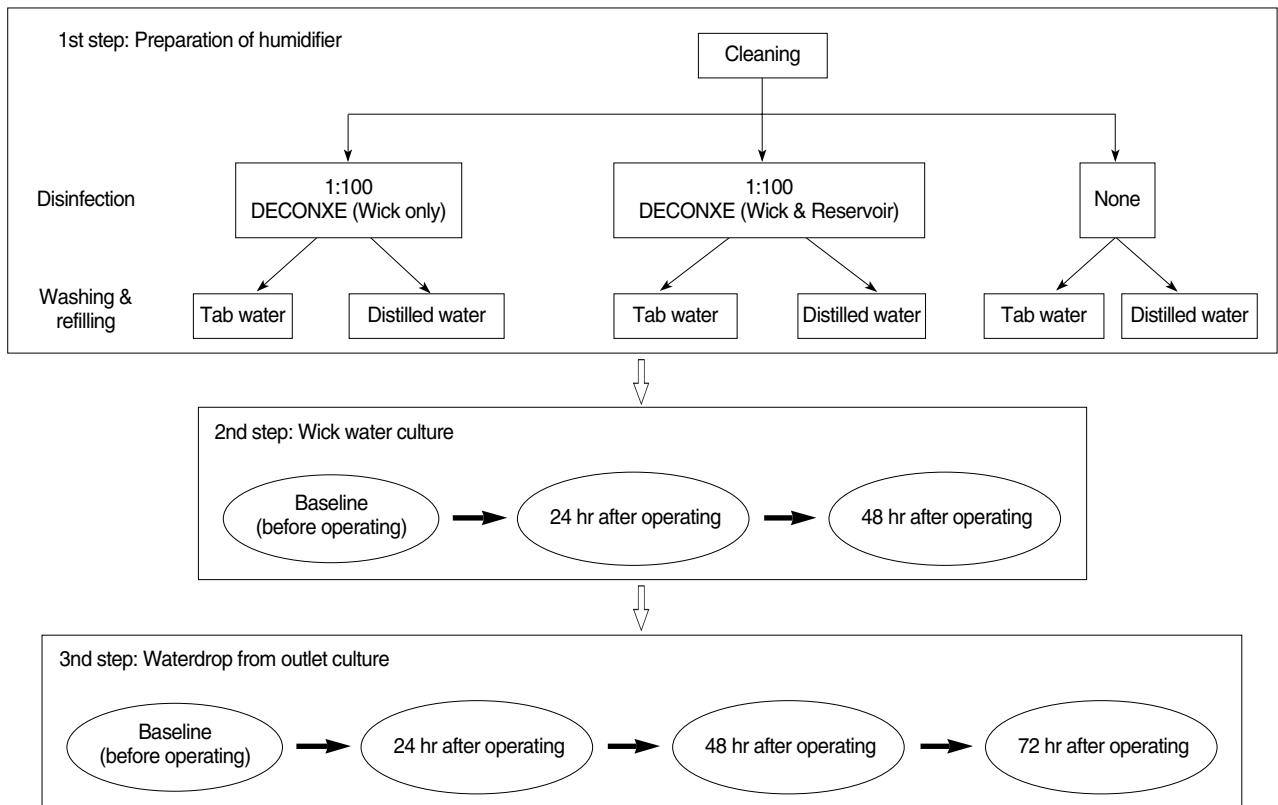 1st step: Preparation of humidifier
Cleaning
Disinfection
1:100
DECONXE (Wick only)
1:100
DECONXE (Wick & Reservoir)
None
Washing &
refilling
Tab water
Distilled water
Tab water
Distilled water
Tab water
Distilled water
2nd step: Wick water culture
Baseline
(before operating)
24 hr after operating
48 hr after operating
3nd step: Waterdrop from outlet culture
Baseline
(before operating)
24 hr after operating
48 hr after operating
72 hr after operating